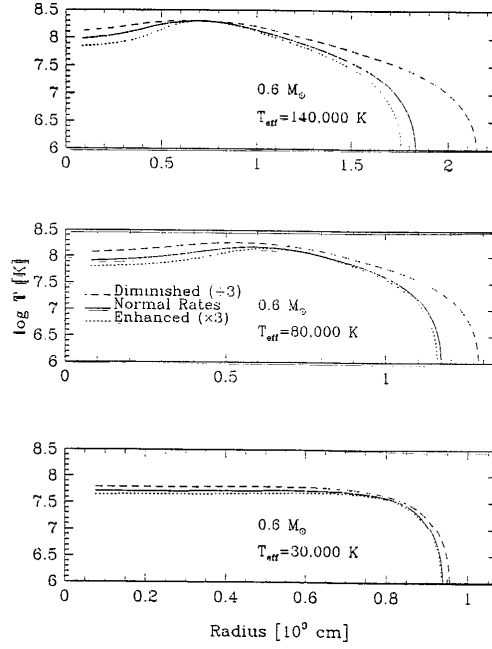 8.5
8
7.5
7
6.5
6
0.6 M☉
Teff=140,000 K
0 0.5 1 1.5 2
log T [K]
8.5
8
7.5
7
6.5
6
Diminished (÷3)
Normal Rates
Enhanced (×3)
0.6 M☉
Teff=80,000 K
0 0.5 1
8.5
8
7.5
7
6.5
6
0.6 M☉
Teff=30,000 K
0 0.2 0.4 0.6 0.8 1
Radius [10⁹ cm]